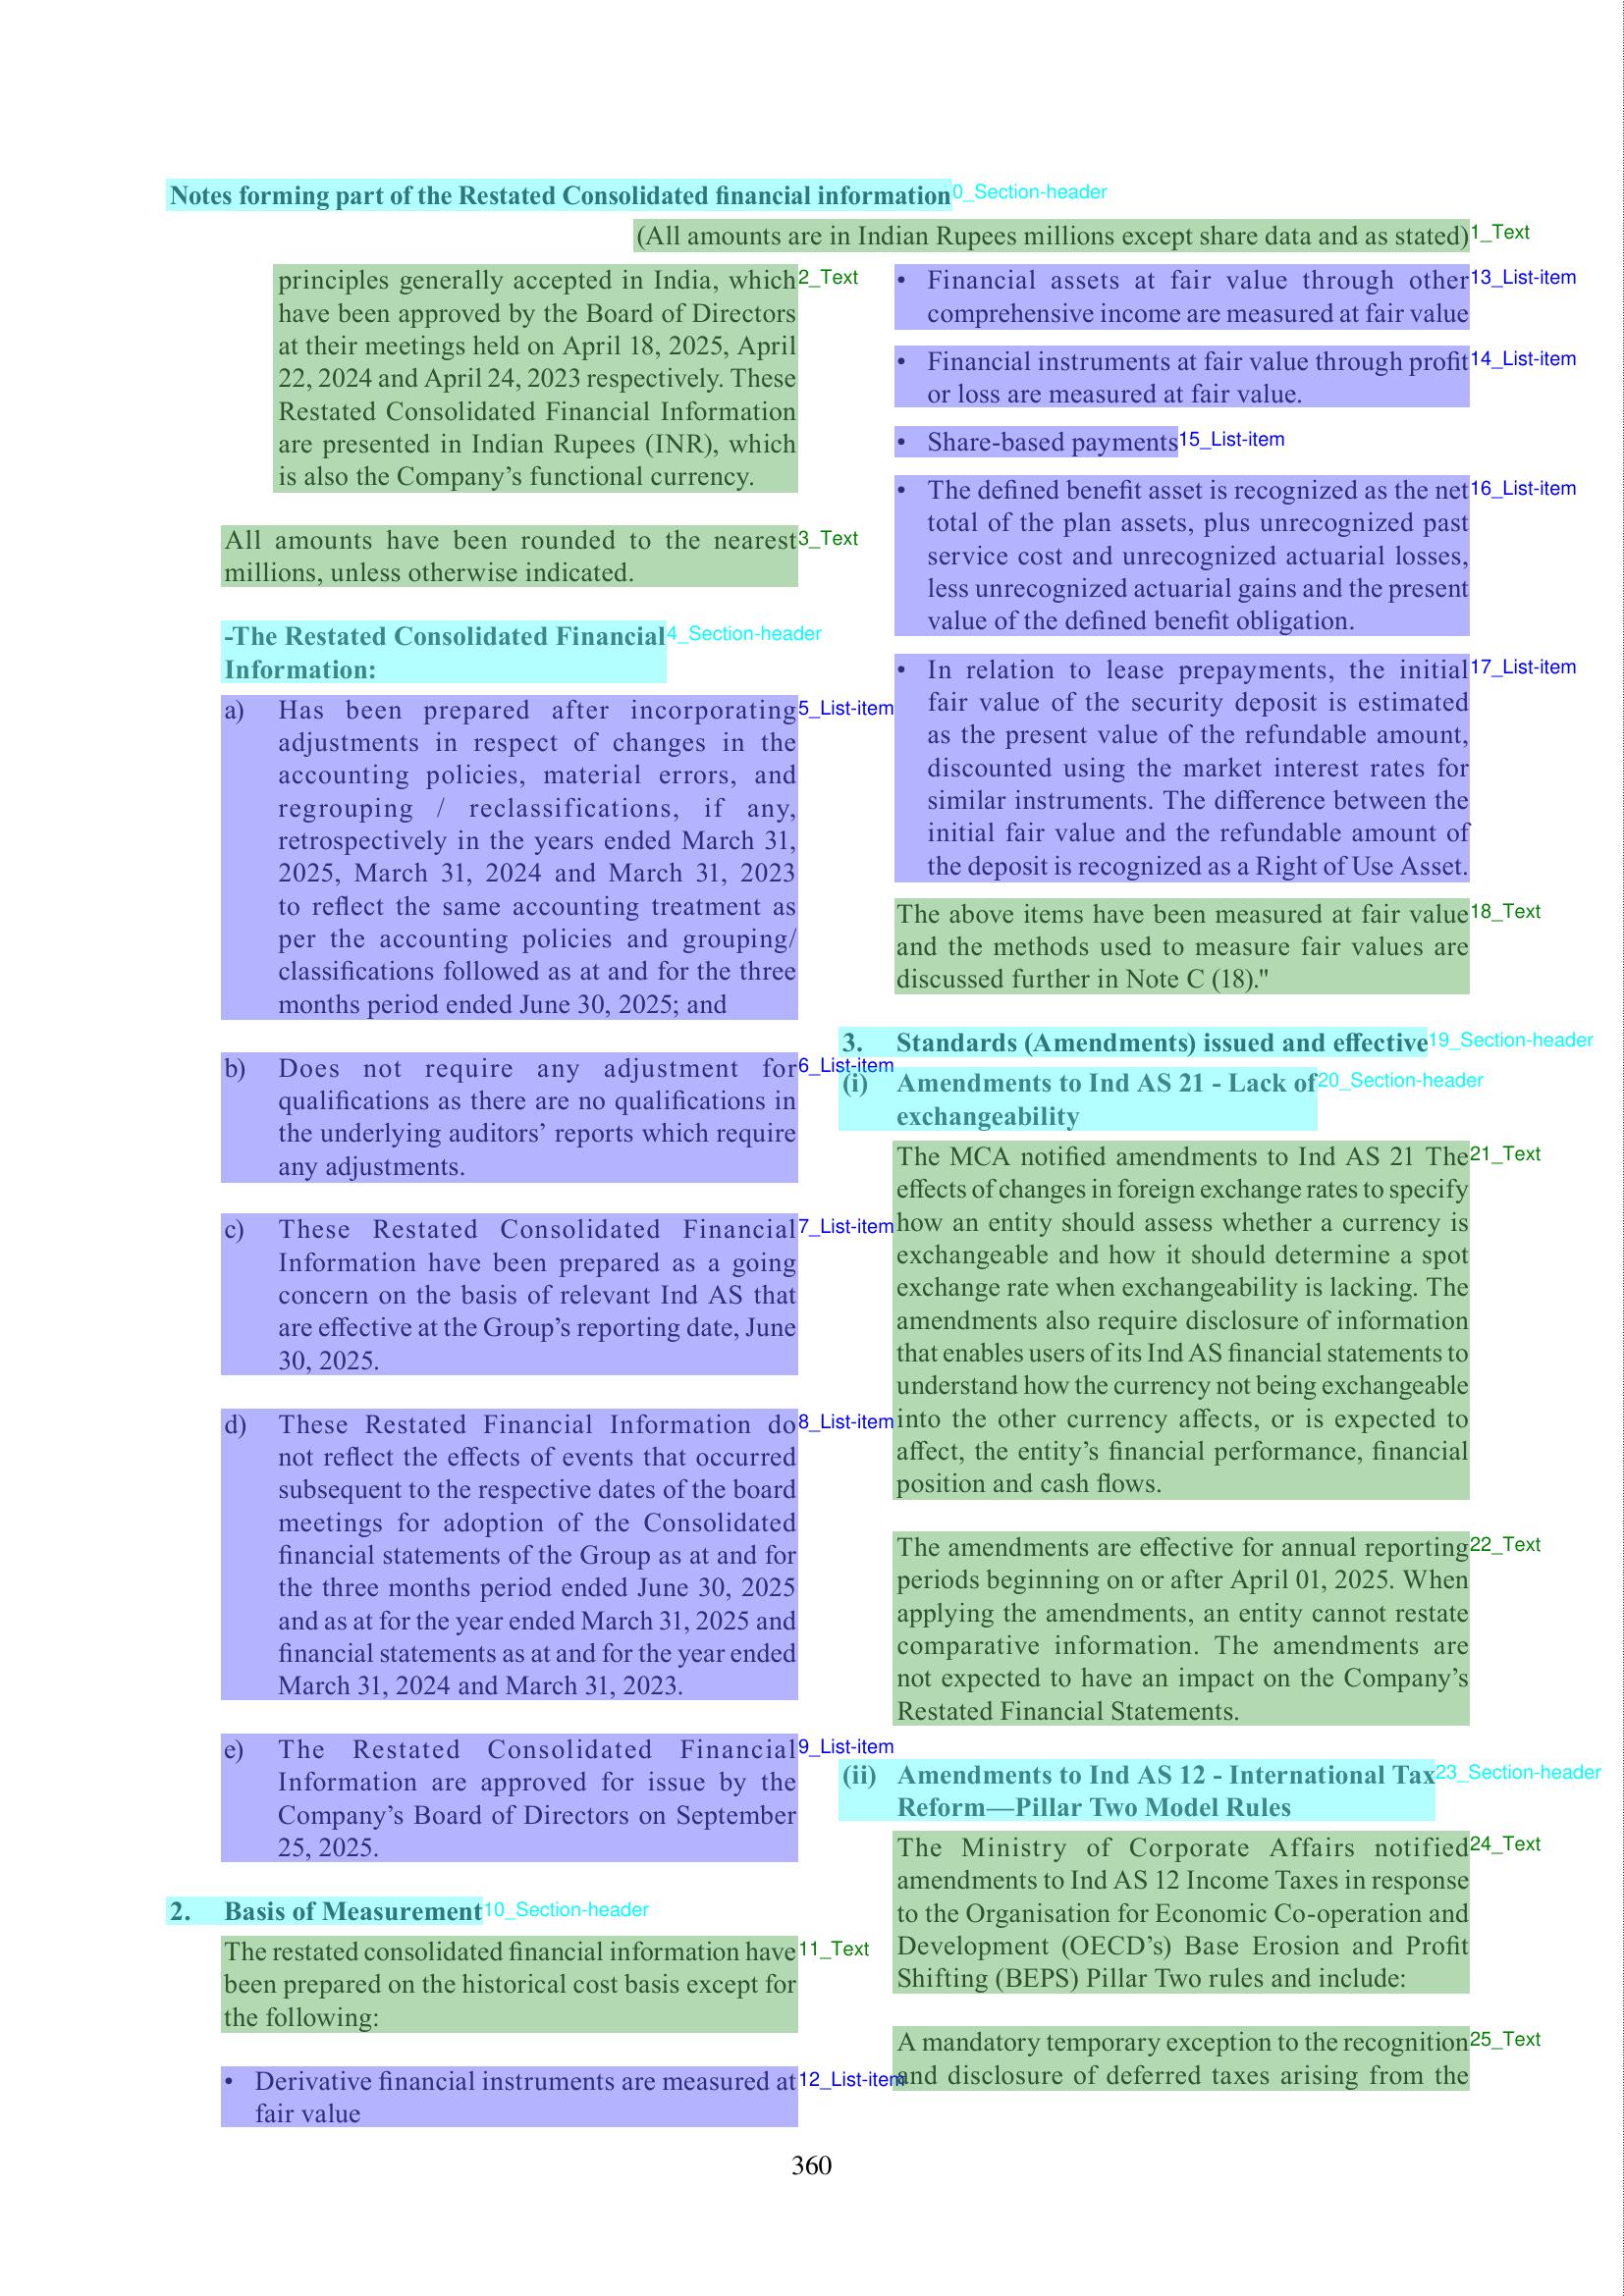 Notes forming part of the Restated Consolidated financial information
0_Section-header
(All amounts are in Indian Rupees millions except share data and as stated)
1_Text
principles generally accepted in India, which
2_Text
have been approved by the Board of Directors
at their meetings held on April 18, 2025, April
22, 2024 and April 24, 2023 respectively. These
Restated Consolidated Financial Information
are presented in Indian Rupees (INR), which
is also the Company’s functional currency.
All amounts have been rounded to the nearest
3_Text
millions, unless otherwise indicated.
-The Restated Consolidated Financial
4_Section-header
Information:
a) Has been prepared after incorporating
5_List-item
adjustments in respect of changes in the
accounting policies, material errors, and
regrouping / reclassifications, if any,
retrospectively in the years ended March 31,
2025, March 31, 2024 and March 31, 2023
to reflect the same accounting treatment as
per the accounting policies and grouping/
classifications followed as at and for the three
months period ended June 30, 2025; and
b) Does not require any adjustment for
6_List-item
qualifications as there are no qualifications in
the underlying auditors’ reports which require
any adjustments.
c) These Restated Consolidated Financial
7_List-item
Information have been prepared as a going
concern on the basis of relevant Ind AS that
are effective at the Group’s reporting date, June
30, 2025.
d) These Restated Financial Information do
8_List-item
not reflect the effects of events that occurred
subsequent to the respective dates of the board
meetings for adoption of the Consolidated
financial statements of the Group as at and for
the three months period ended June 30, 2025
and as at for the year ended March 31, 2025 and
financial statements as at and for the year ended
March 31, 2024 and March 31, 2023.
e) The Restated Consolidated Financial
9_List-item
Information are approved for issue by the
Company’s Board of Directors on September
25, 2025.
2. Basis of Measurement
10_Section-header
The restated consolidated financial information have
11_Text
been prepared on the historical cost basis except for
the following:
• Derivative financial instruments are measured at
12_List-item
fair value
• Financial assets at fair value through other
13_List-item
comprehensive income are measured at fair value
• Financial instruments at fair value through profit
14_List-item
or loss are measured at fair value.
• Share-based payments
15_List-item
• The defined benefit asset is recognized as the net
16_List-item
total of the plan assets, plus unrecognized past
service cost and unrecognized actuarial losses,
less unrecognized actuarial gains and the present
value of the defined benefit obligation.
• In relation to lease prepayments, the initial
17_List-item
fair value of the security deposit is estimated
as the present value of the refundable amount,
discounted using the market interest rates for
similar instruments. The difference between the
initial fair value and the refundable amount of
the deposit is recognized as a Right of Use Asset.
The above items have been measured at fair value
18_Text
and the methods used to measure fair values are
discussed further in Note C (18)."
3. Standards (Amendments) issued and effective
19_Section-header
(i) Amendments to Ind AS 21 - Lack of
20_Section-header
exchangeability
The MCA notified amendments to Ind AS 21 The
21_Text
effects of changes in foreign exchange rates to specify
how an entity should assess whether a currency is
exchangeable and how it should determine a spot
exchange rate when exchangeability is lacking. The
amendments also require disclosure of information
that enables users of its Ind AS financial statements to
understand how the currency not being exchangeable
into the other currency affects, or is expected to
affect, the entity’s financial performance, financial
position and cash flows.
The amendments are effective for annual reporting
22_Text
periods beginning on or after April 01, 2025. When
applying the amendments, an entity cannot restate
comparative information. The amendments are
not expected to have an impact on the Company’s
Restated Financial Statements.
(ii) Amendments to Ind AS 12 - International Tax
23_Section-header
Reform—Pillar Two Model Rules
The Ministry of Corporate Affairs notified
24_Text
amendments to Ind AS 12 Income Taxes in response
to the Organisation for Economic Co-operation and
Development (OECD’s) Base Erosion and Profit
Shifting (BEPS) Pillar Two rules and include:
A mandatory temporary exception to the recognition
25_Text
and disclosure of deferred taxes arising from the
360